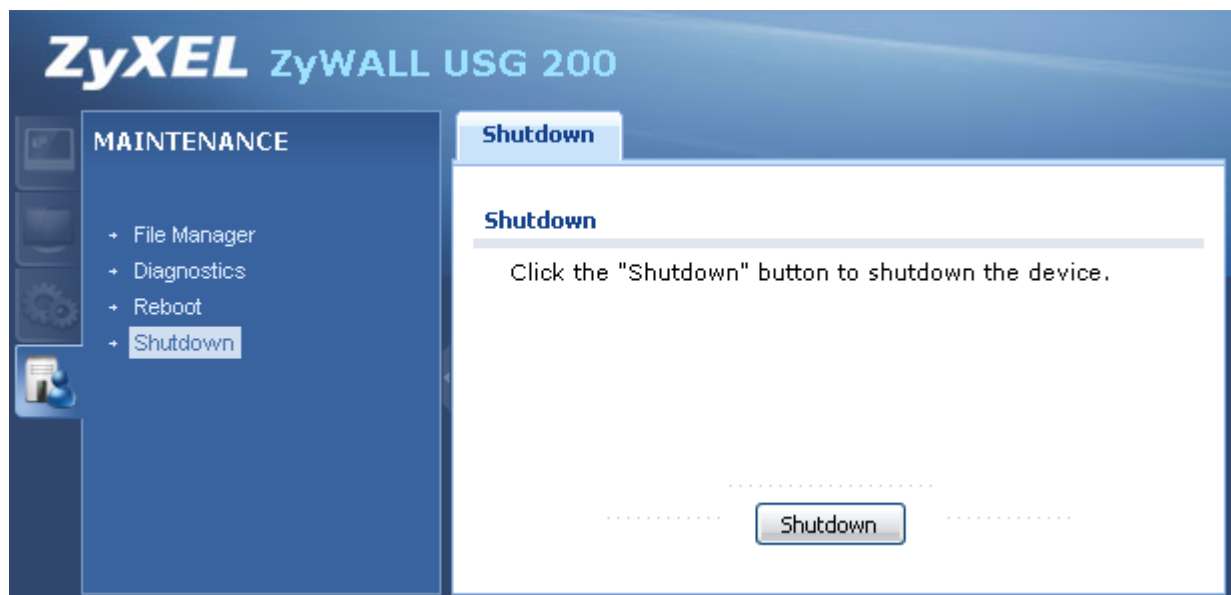 ZyXEL ZyWALL USG 200
MAINTENANCE
File Manager
Diagnostics
Reboot
Shutdown
Shutdown
Shutdown
Click the "Shutdown" button to shutdown the device.
Shutdown